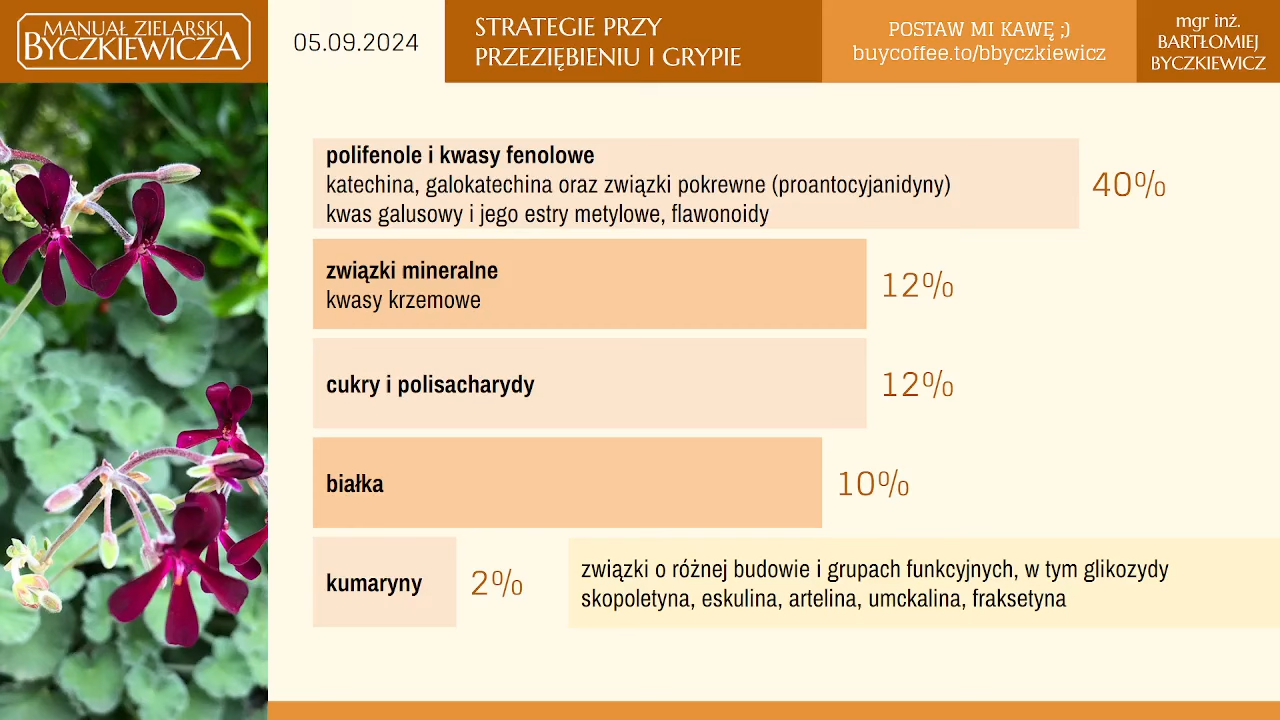 MANUAŁ ZIELARSKI
BYCZKIEWICZA
05.09.2024
STRATEGIE PRZY
PRZEZIĘBIENIU I GRYPIE
POSTAW MI KAWĘ ;)
buycoffee.to/bbyczkiewicz
mgr inż.
BARTŁOMIEJ
BYCZKIEWICZ
polifenole i kwasy fenolowe
katechina, galokatechina oraz związki pokrewne (proantocyjanidyny)
kwas galusowy i jego estry metylowe, flawonoidy
40%
związki mineralne
kwasy krzemowe
12%
cukry i polisacharydy
12%
białka
10%
kumaryny
2%
związki o różnej budowie i grupach funkcyjnych, w tym glikozydy
skopoletyna, eskulina, artelina, umckalina, fraksetyna